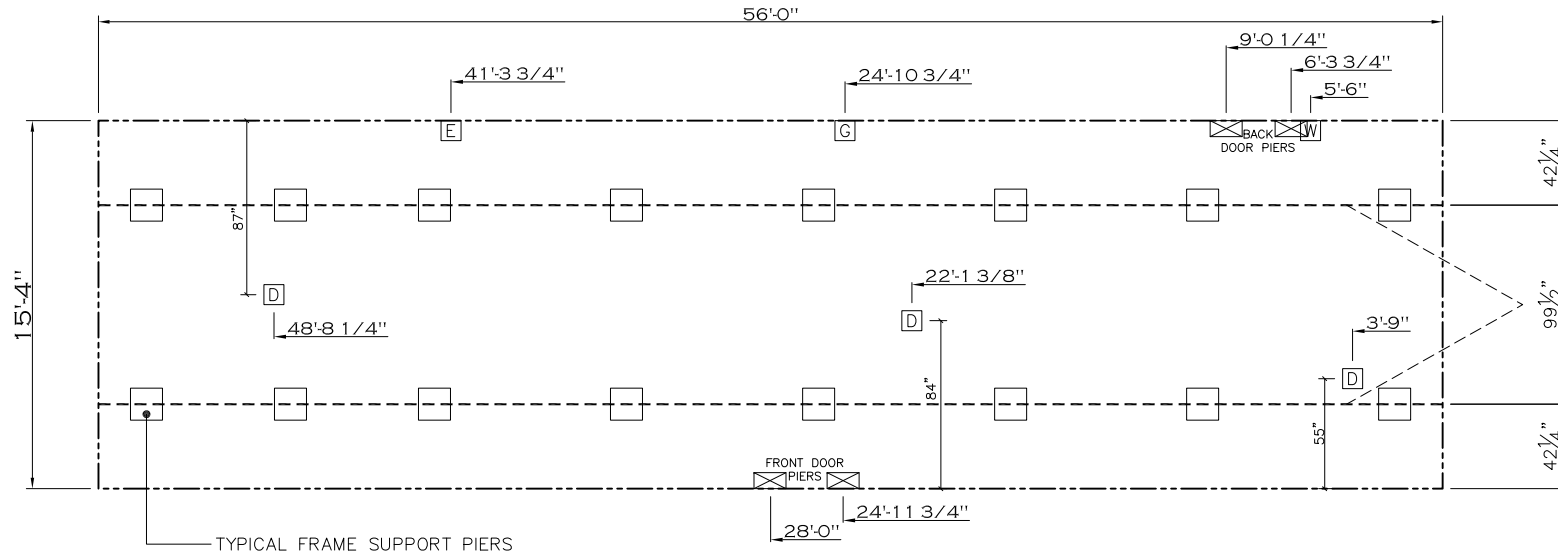 56'-0"
9'-0 1/4"
41'-3 3/4"
24'-10 3/4"
6'-3 3/4"
5'-6"
E
G
W
BACK
DOOR PIERS
42¼"
87"
15'-4"
D
22'-1 3/8"
99½"
D
48'-8 1/4"
3'-9"
D
84"
55"
42¼"
FRONT DOOR
PIERS
24'-11 3/4"
28'-0"
TYPICAL FRAME SUPPORT PIERS